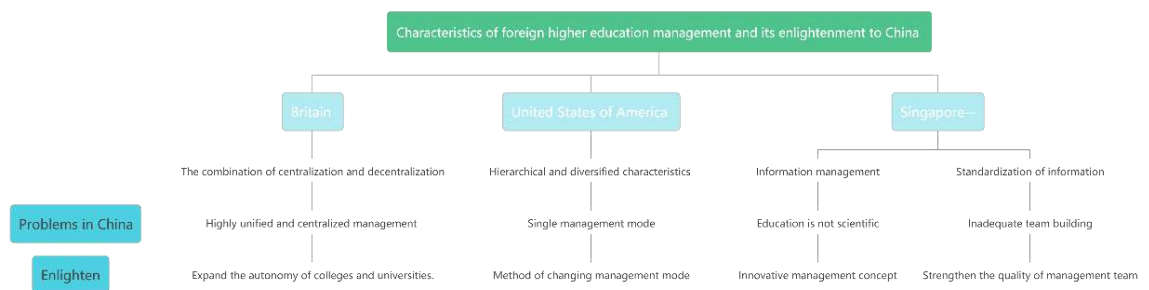 Characteristics of foreign higher education management and its enlightenment to China
Britain
United States of America
Singapore--
The combination of centralization and decentralization
Hierarchical and diversified characteristics
Information management
Standardization of information
Problems in China
Highly unified and centralized management
Single management mode
Education is not scientific
Inadequate team building
Enlighten
Expand the autonomy of colleges and universities.
Method of changing management mode
Innovative management concept
Strengthen the quality of management team